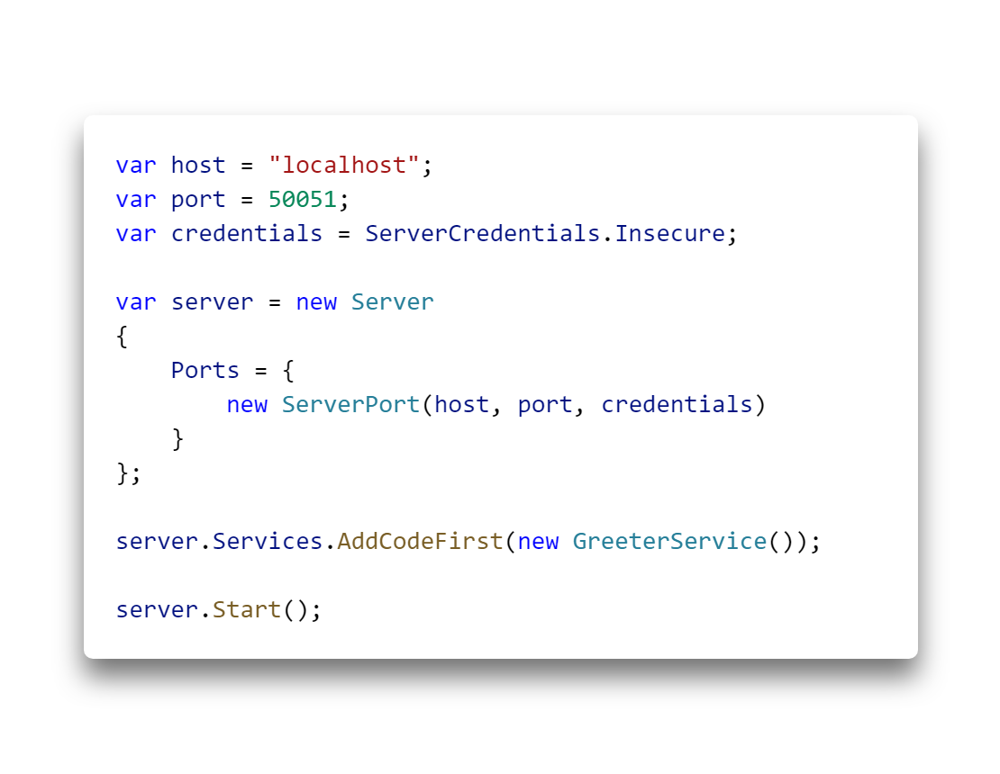 var host = "localhost";
var port = 50051;
var credentials = ServerCredentials.Insecure;

var server = new Server
{
    Ports = {
        new ServerPort(host, port, credentials)
    }
};

server.Services.AddCodeFirst(new GreeterService());

server.Start();